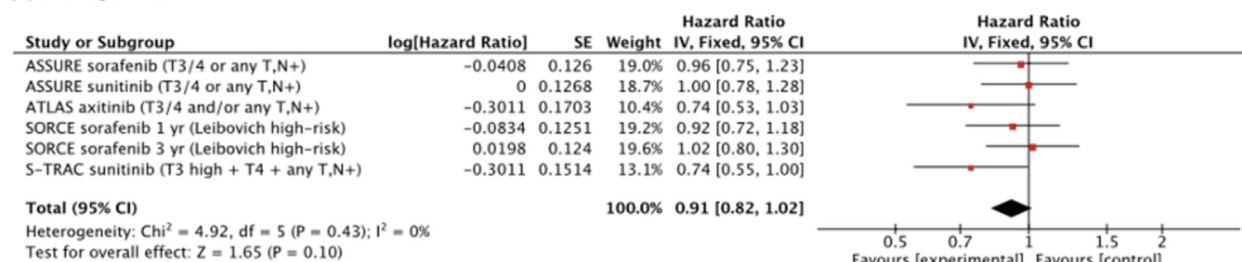 Hazard Ratio Hazard Ratio
Study or Subgroup log[Hazard Ratio] SE Weight IV, Fixed, 95% CI IV, Fixed, 95% CI
ASSURE sorafenib (T3/4 or any T,N+) -0.0408 0.126 19.0% 0.96 [0.75, 1.23]
ASSURE sunitinib (T3/4 or any T,N+) 0 0.1268 18.7% 1.00 [0.78, 1.28]
ATLAS axitinib (T3/4 and/or any T,N+) -0.3011 0.1703 10.4% 0.74 [0.53, 1.03]
SORCE sorafenib 1 yr (Leibovich high-risk) -0.0834 0.1251 19.2% 0.92 [0.72, 1.18]
SORCE sorafenib 3 yr (Leibovich high-risk) 0.0198 0.124 19.6% 1.02 [0.80, 1.30]
S-TRAC sunitinib (T3 high + T4 + any T,N+) -0.3011 0.1514 13.1% 0.74 [0.55, 1.00]
Total (95% CI) 100.0% 0.91 [0.82, 1.02]
Heterogeneity: Chi² = 4.92, df = 5 (P = 0.43); I² = 0%
Test for overall effect: Z = 1.65 (P = 0.10)
0.5 0.7 1 1.5 2
Favours [experimental] Favours [control]